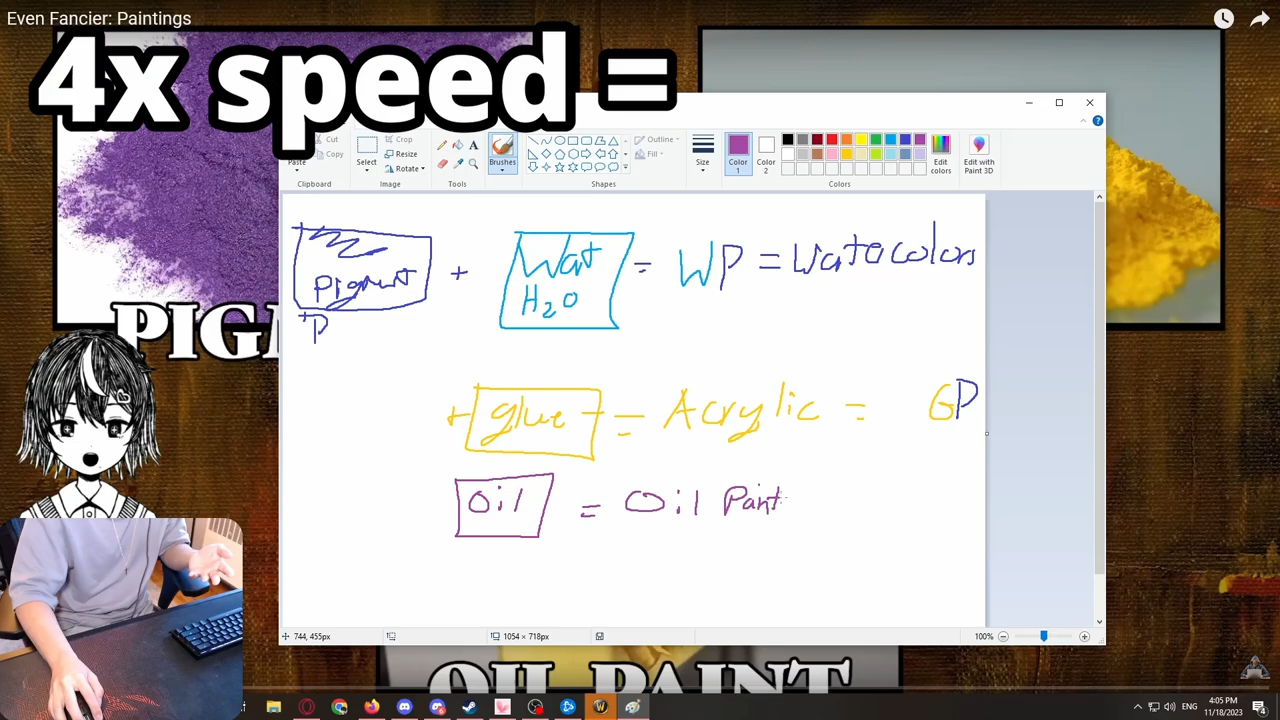 Even Fancier: Paintings
4x speed =
Cut
Copy
Paste
Clipboard
Select
Crop
Resize
Rotate
Image
Tools
Brushes
Shapes
Outline
Fill
Size
Color 1
Color 2
Colors
Edit colors
Edit with Paint 3D
Pigment + Wat H2O = WP = Watecolors
+P
PIG
+ glue = Acrylic = GP
Oil = Oil Paint
744, 455px
1054 × 718px
100%
OIL PAINT
ENG
4:05 PM
11/18/2023
4